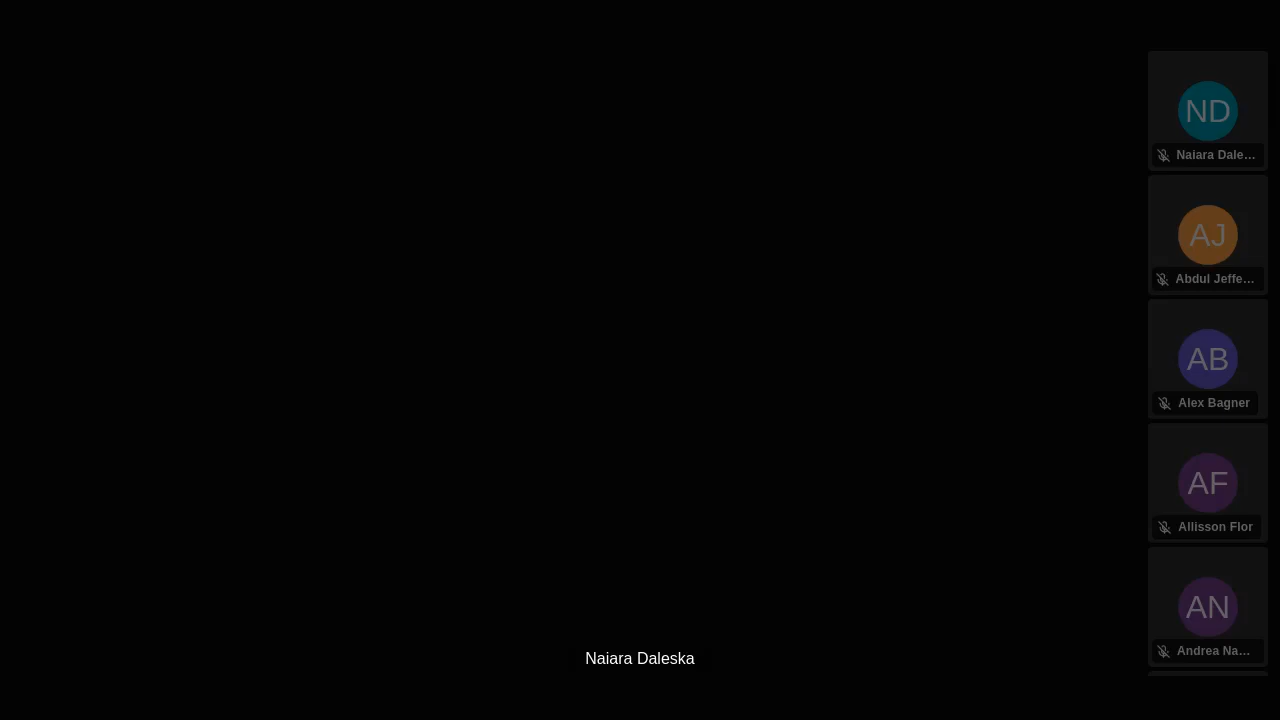 ND
Naiara Dale...
AJ
Abdul Jeffe...
AB
Alex Bagner
AF
Allisson Flor
AN
Andrea Na...
Naiara Daleska